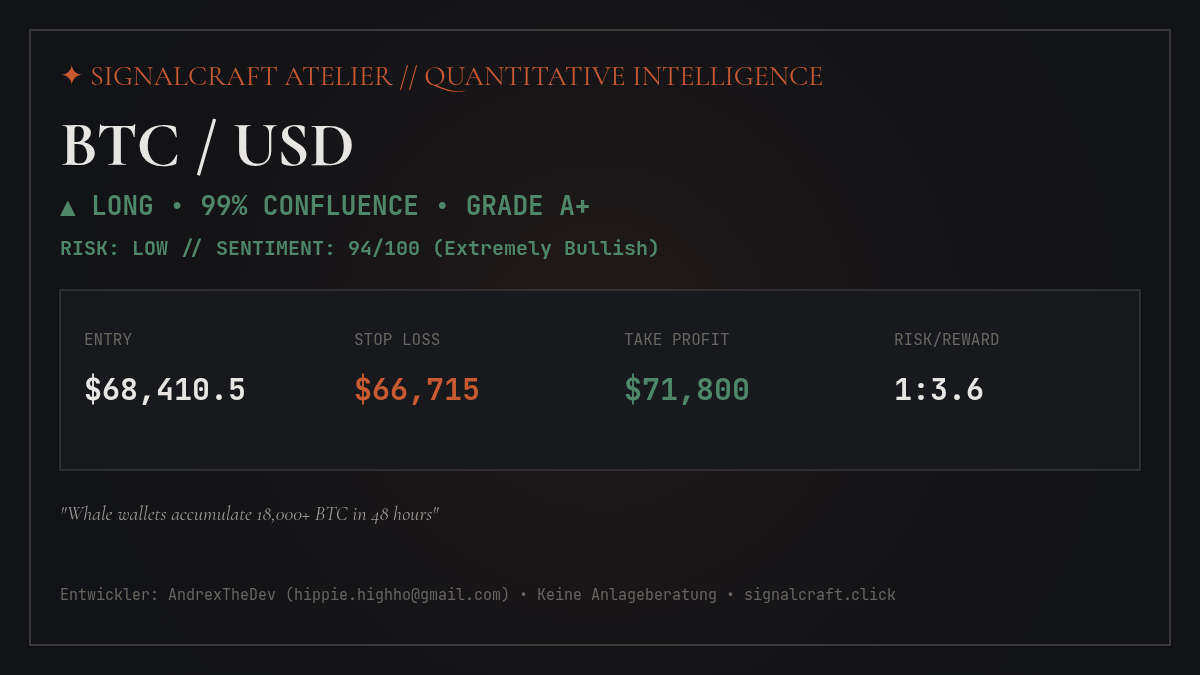 ✦ SIGNALCRAFT ATELIER // QUANTITATIVE INTELLIGENCE
BTC / USD
▲ LONG • 99% CONFLUENCE • GRADE A+
RISK: LOW // SENTIMENT: 94/100 (Extremely Bullish)
ENTRY STOP LOSS TAKE PROFIT RISK/REWARD
$68,410.5 $66,715 $71,800 1:3.6
"Whale wallets accumulate 18,000+ BTC in 48 hours"
Entwickler: AndrexTheDev (hippie.highho@gmail.com) • Keine Anlageberatung • signalcraft.click